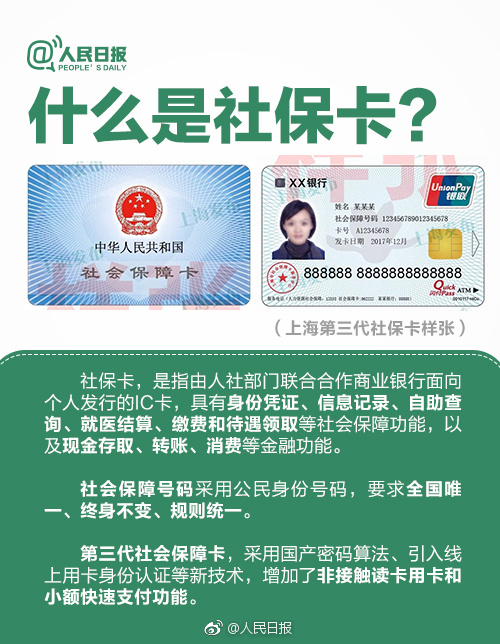 @人民日报
PEOPLE'S DAILY
什么是社保卡?
中华人民共和国
社会保障卡
上海发布
样张
XX银行
UnionPay
银联
姓名 某某某
社会保障号码 123456789012345678
卡号 A12345678
发卡日期 2017年12月
888888 8888888888888
Quick
Pass
闪付
ATM
(上海第三代社保卡样张)
社保卡，是指由人社部门联合合作商业银行面向
个人发行的IC卡，具有身份凭证、信息记录、自助查
询、就医结算、缴费和待遇领取等社会保障功能，以
及现金存取、转账、消费等金融功能。
社会保障号码采用公民身份号码，要求全国唯
一、终身不变、规则统一。
第三代社会保障卡，采用国产密码算法、引入线
上用卡身份认证等新技术，增加了非接触读卡用卡和
小额快速支付功能。
@人民日报